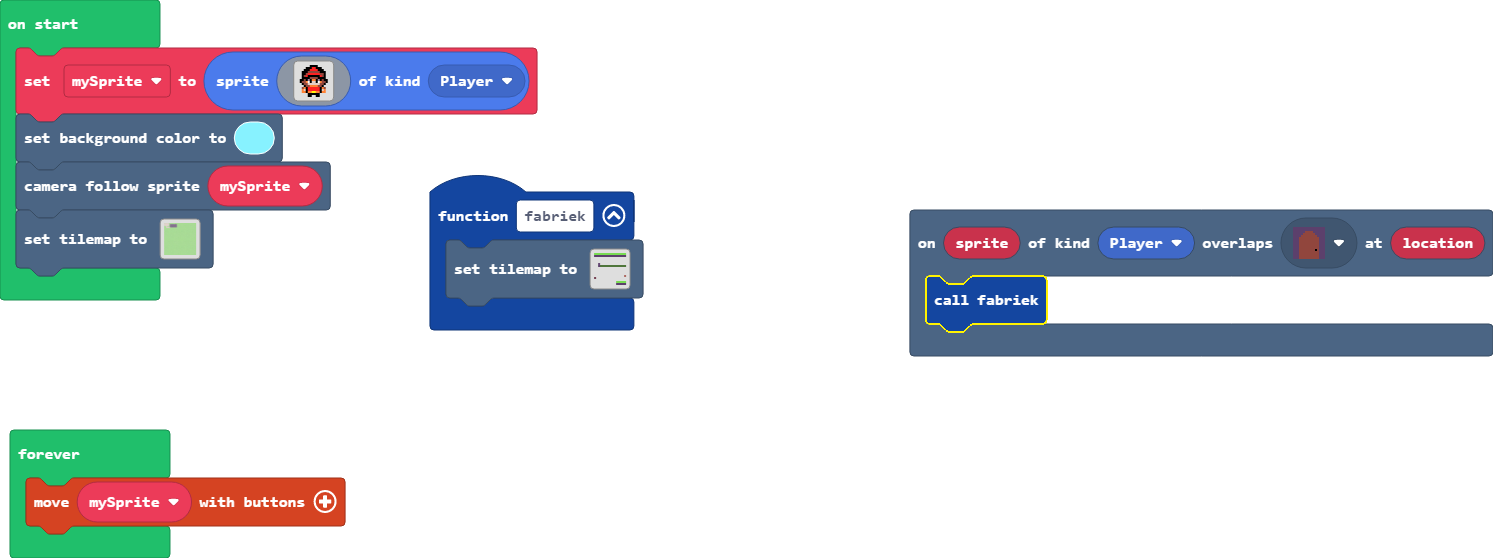 on start
set mySprite to sprite of kind Player
set background color to
camera follow sprite mySprite
set tilemap to
function fabriek
set tilemap to
on sprite of kind Player overlaps at location
call fabriek
forever
move mySprite with buttons